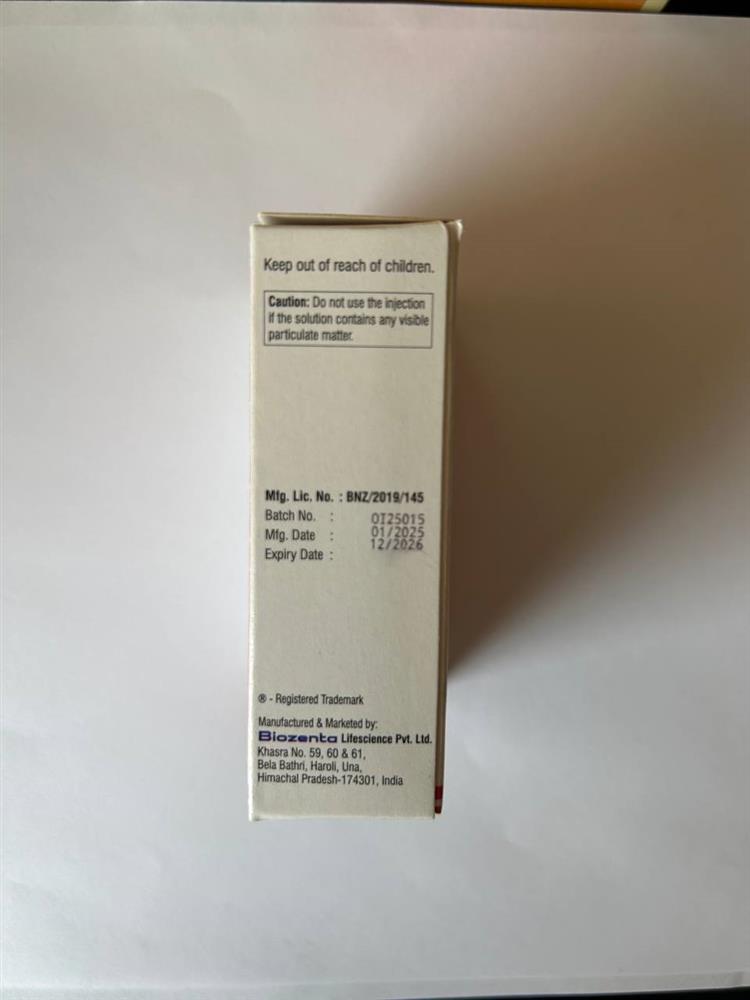 Keep out of reach of children.
Caution: Do not use the injection
if the solution contains any visible
particulate matter.
Mfg. Lic. No. : BNZ/2019/145
Batch No. : OI25015
Mfg. Date : 01/2025
Expiry Date : 12/2026
® - Registered Trademark
Manufactured & Marketed by:
Biozenta Lifescience Pvt. Ltd.
Khasra No. 59, 60 & 61,
Bela Bathri, Haroli, Una,
Himachal Pradesh-174301, India